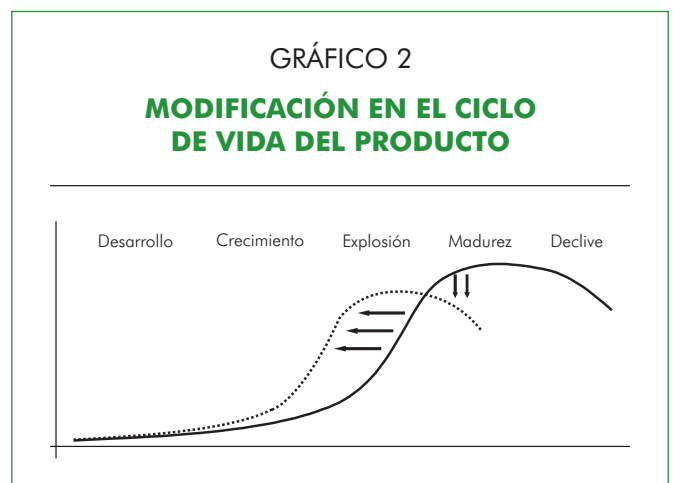 GRÁFICO 2
MODIFICACIÓN EN EL CICLO
DE VIDA DEL PRODUCTO
Desarrollo Crecimiento Explosión Madurez Declive